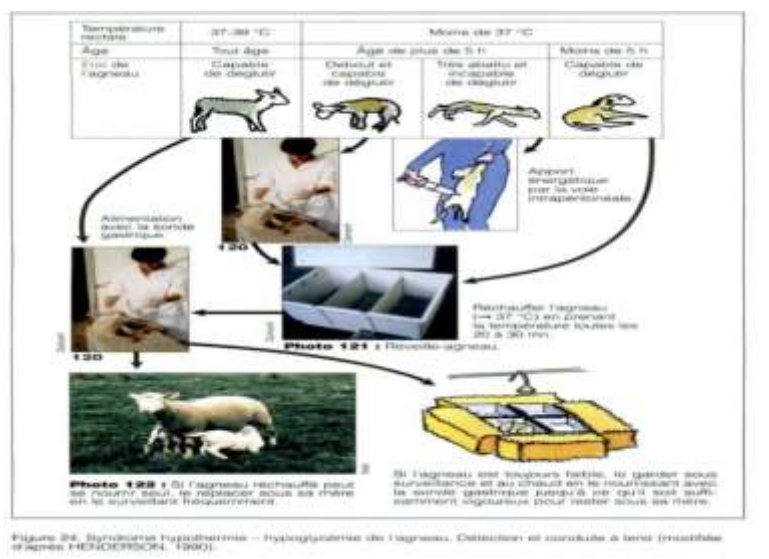 Température 37-39 °C Moins de 37 °C
rectale
Âge Tout âge Âge de plus de 5 h Moins de 5 h
État de Capable Debout et Très abattu et Capable de
l'agneau de déglutir capable incapable déglutir
de déglutir de déglutir
Apport
énergétique
par la voie
intrapéritonéale.
Alimentation
avec la sonde
gastrique.
120
Réchauffer l'agneau
(→ 37 °C) en prenant
la température toutes les
20 à 30 mn.
120
Photo 121 : Réveille-agneau.
Photo 122 : Si l'agneau réchauffé peut
se nourrir seul, le replacer sous sa mère
en le surveillant fréquemment.
Si l'agneau est toujours faible, le garder sous
surveillance et au chaud en le nourrissant avec
la sonde gastrique jusqu'à ce qu'il soit suffi-
samment vigoureux pour rester sous sa mère.
Figure 24. Syndrome hypothermie – hypoglycémie de l'agneau. Détection et conduite à tenir (modifiée
d'après HENDERSON, 1990).